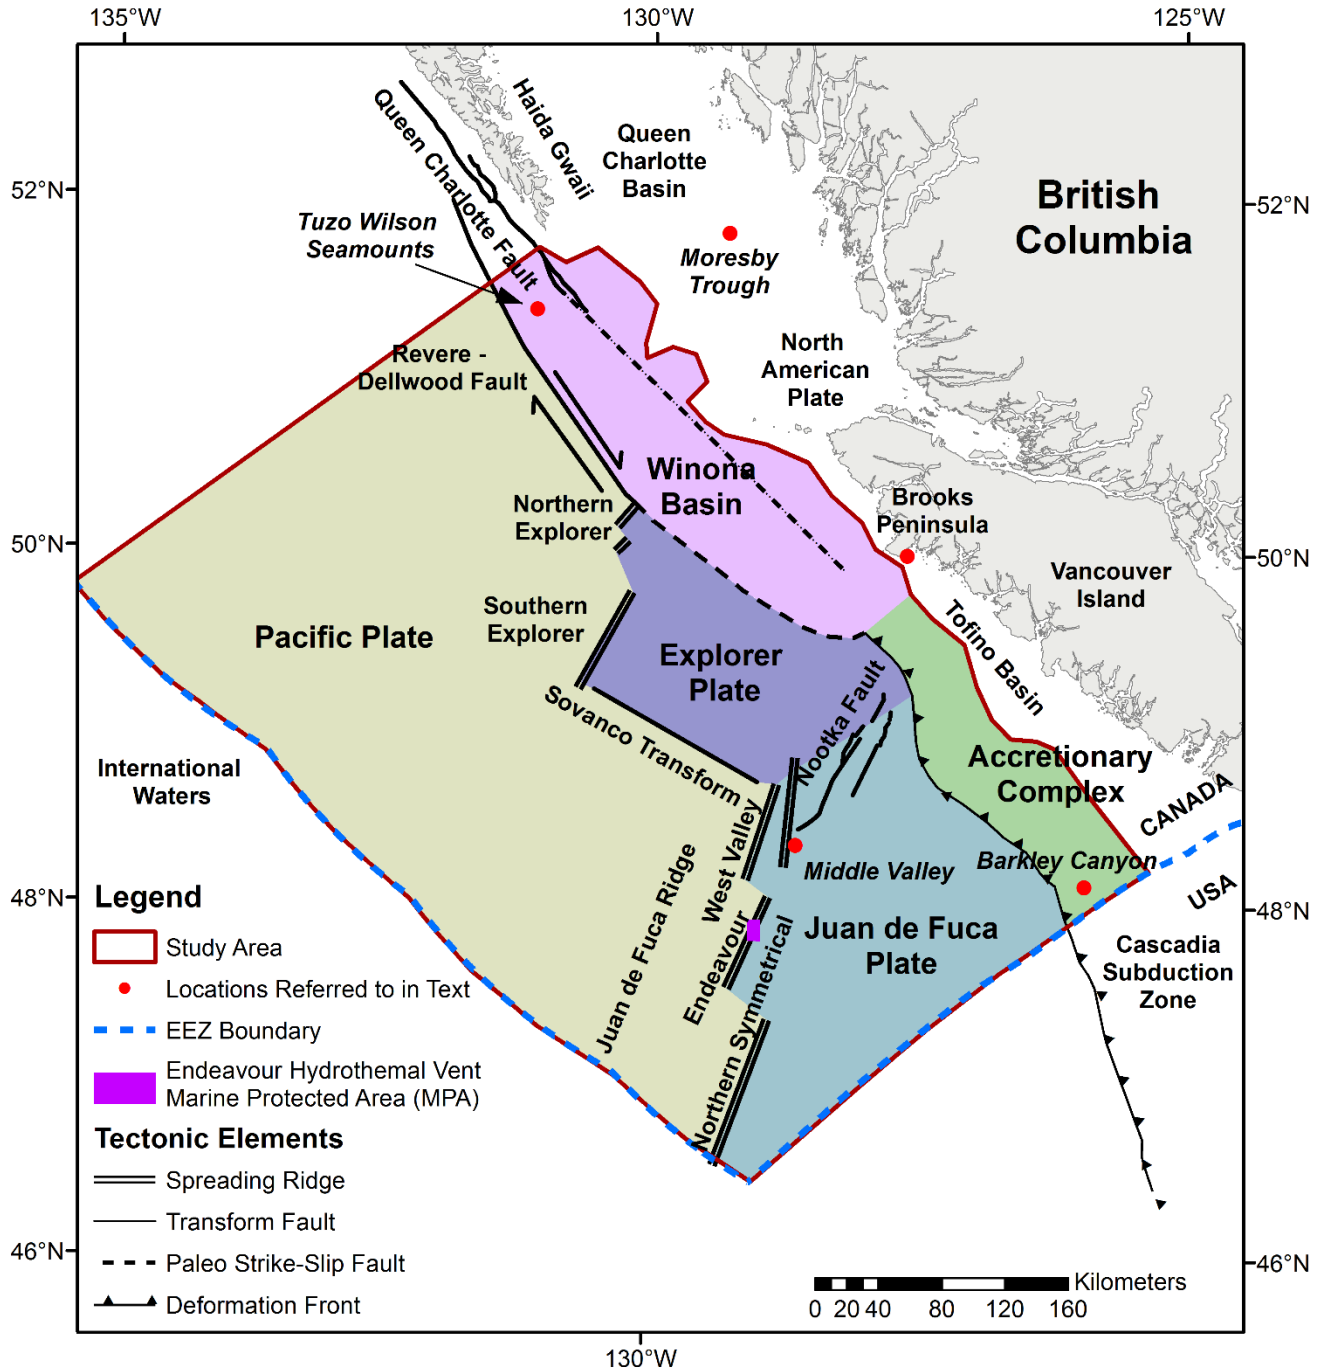 135°W
130°W
125°W
Haida Gwaii
Queen
Charlotte
Basin
Queen Charlotte Fault
British
Columbia
52°N
52°N
Tuzo Wilson
Seamounts
Moresby
Trough
North
American
Plate
Revere -
Dellwood Fault
Winona
Basin
Northern
Explorer
Brooks
Peninsula
50°N
50°N
Vancouver
Island
Southern
Explorer
Tofino Basin
Pacific Plate
Explorer
Plate
Sovanco Transform
Nootka Fault
International
Waters
Accretionary
Complex
CANADA
USA
West Valley
Juan de Fuca Ridge
Middle Valley
Barkley Canyon
48°N
48°N
Endeavour
Northern Symmetrical
Juan de Fuca
Plate
Cascadia
Subduction
Zone
Legend
Study Area
Locations Referred to in Text
EEZ Boundary
Endeavour Hydrothemal Vent
Marine Protected Area (MPA)
Tectonic Elements
Spreading Ridge
Transform Fault
Paleo Strike-Slip Fault
Deformation Front
46°N
46°N
Kilometers
0 20 40 80 120 160
130°W